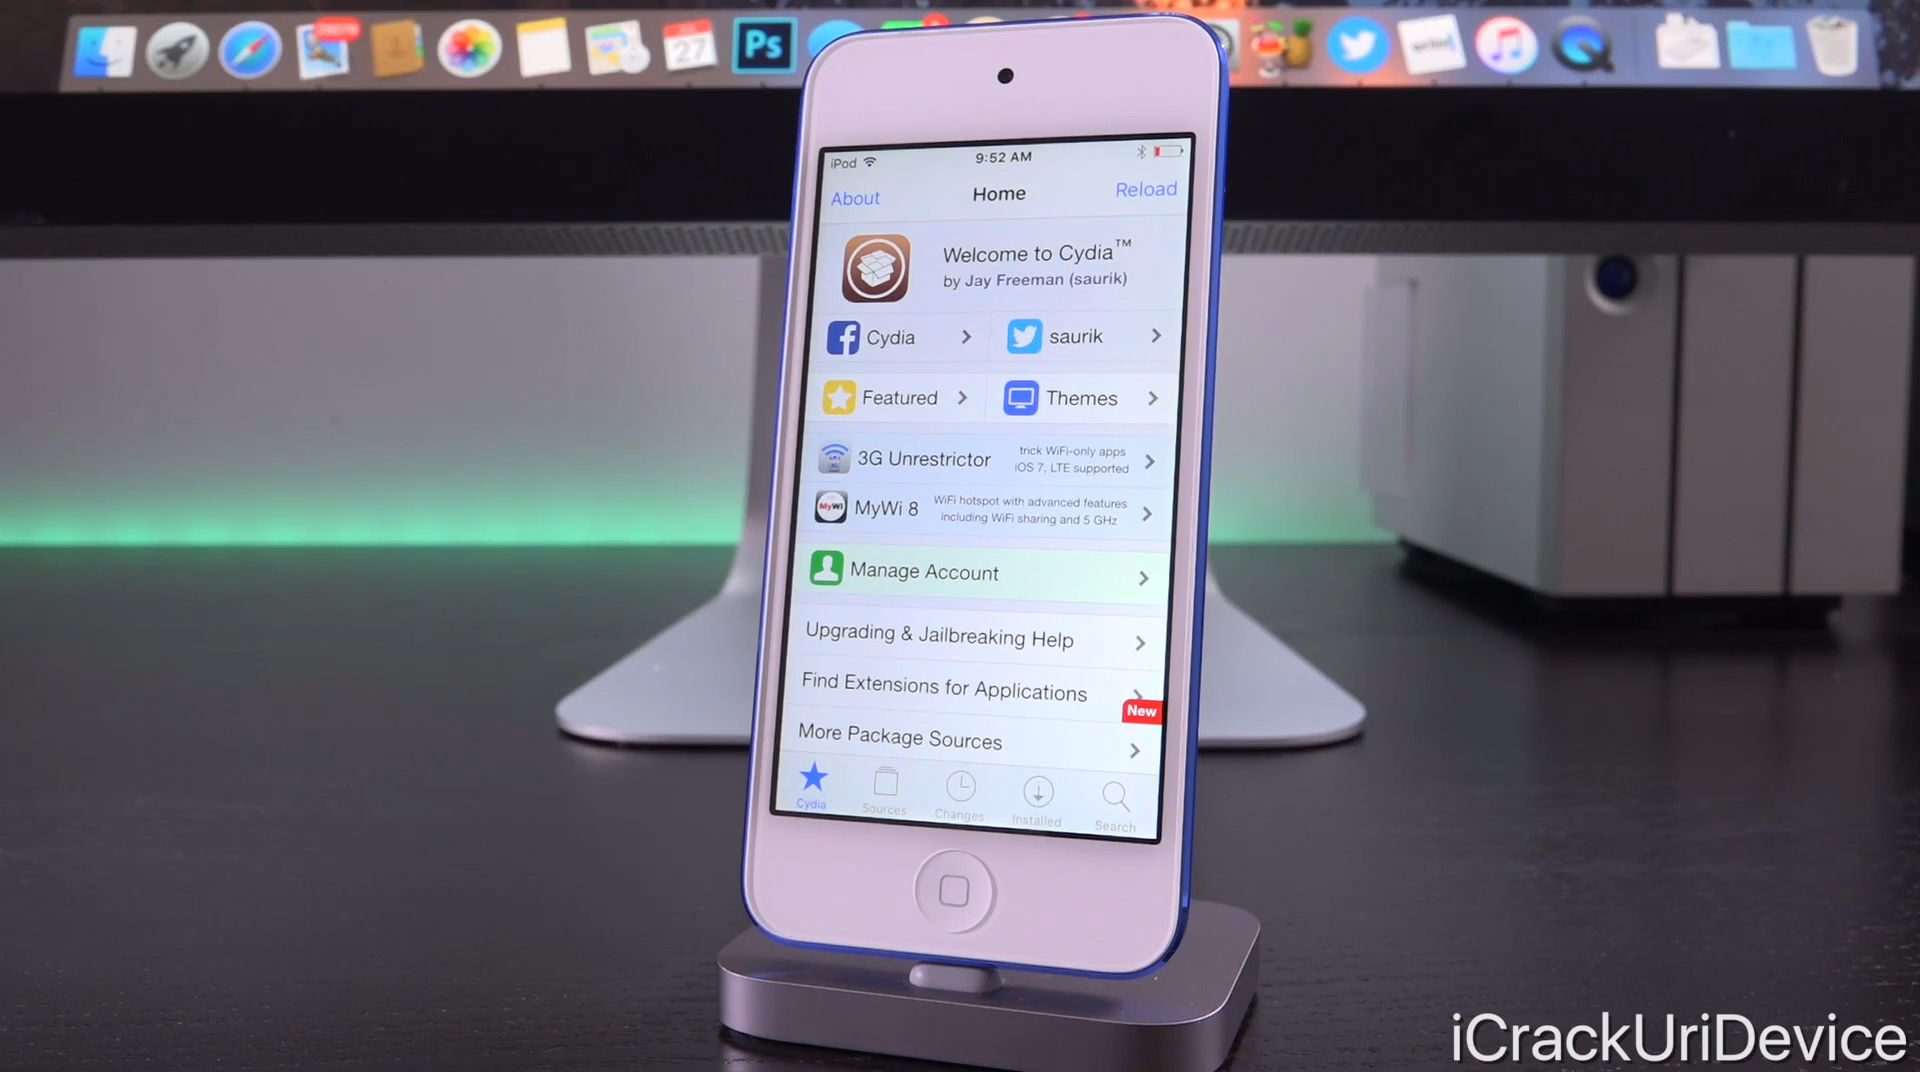 27
Ps
iPod
9:52 AM
About
Home
Reload
Welcome to Cydia™
by Jay Freeman (saurik)
Cydia
saurik
Featured
Themes
3G Unrestrictor
trick WiFi-only apps
iOS 7, LTE supported
MyWi
MyWi 8
WiFi hotspot with advanced features
including WiFi sharing and 5 GHz
Manage Account
Upgrading & Jailbreaking Help
Find Extensions for Applications
New
More Package Sources
Cydia
Sources
Changes
Installed
Search
iCrackUriDevice